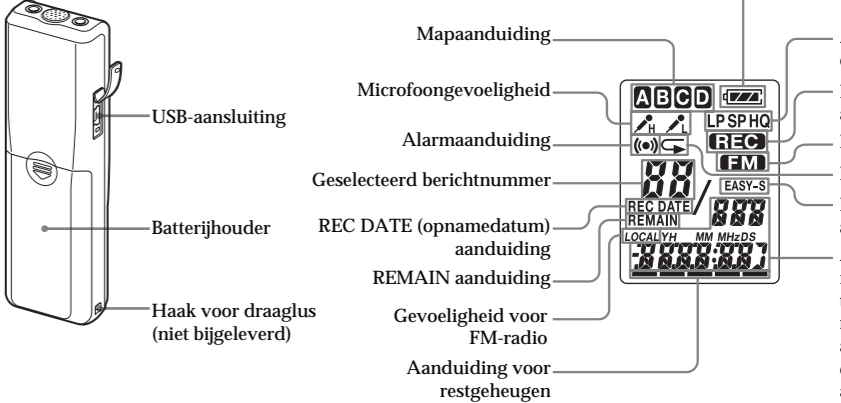 USB-aansluiting
Batterijhouder
Haak voor draaglus
(niet bijgeleverd)
Mapaanduiding
Microfoongevoeligheid
Alarmaanduiding
Geselecteerd berichtnummer
REC DATE (opnamedatum)
aanduiding
REMAIN aanduiding
Gevoeligheid voor
FM-radio
Aanduiding voor
restgeheugen
A B C D
H L
LP SP HQ
REC
FM
EASY-S
REC DATE
REMAIN
LOCAL YH MM MHz DS